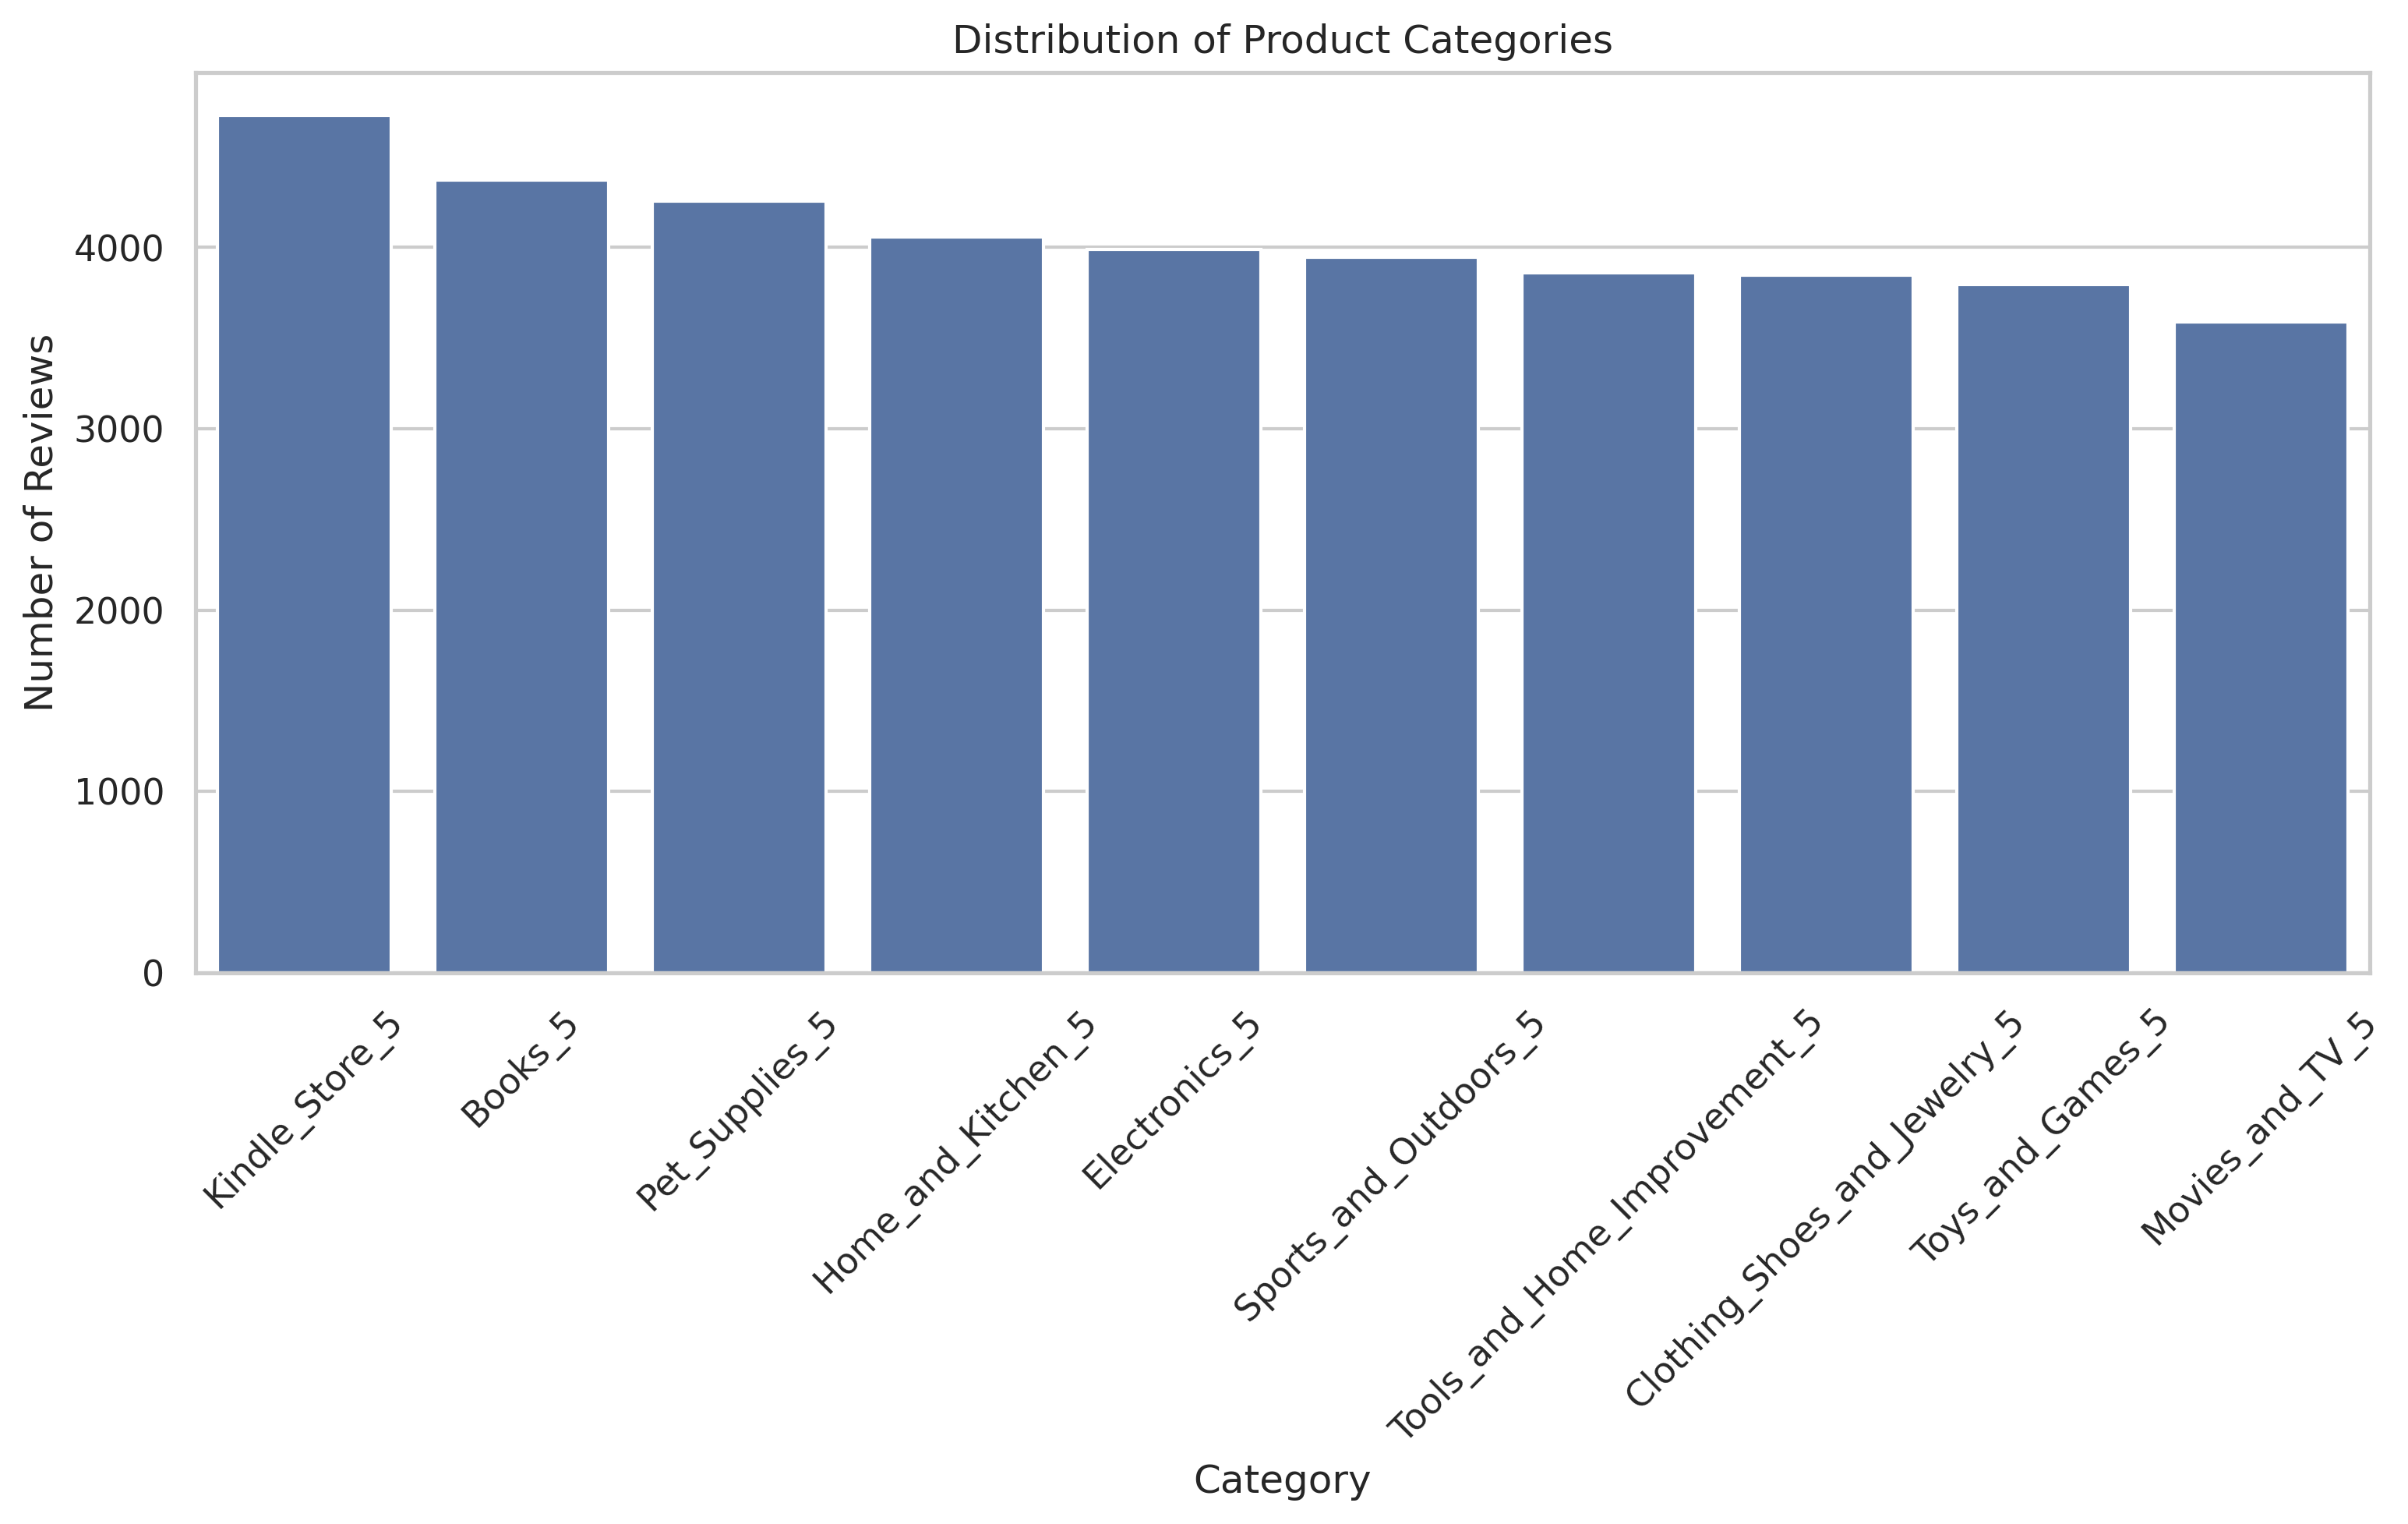 Distribution of Product Categories
Number of Reviews
4000
3000
2000
1000
0
Kindle_Store_5
Books_5
Pet_Supplies_5
Home_and_Kitchen_5
Electronics_5
Sports_and_Outdoors_5
Tools_and_Home_Improvement_5
Clothing_Shoes_and_Jewelry_5
Toys_and_Games_5
Movies_and_TV_5
Category